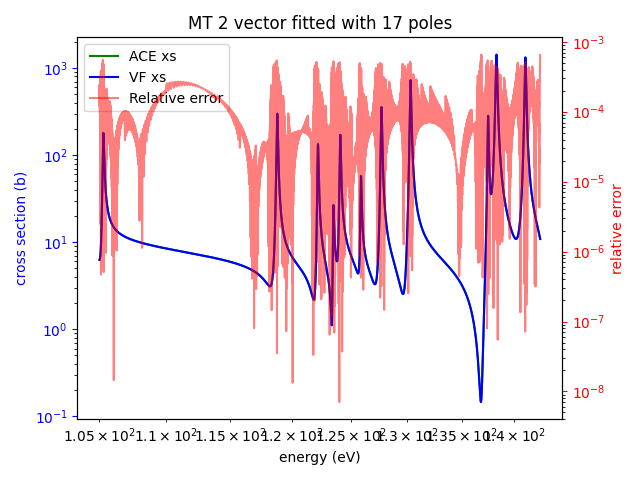 MT 2 vector fitted with 17 poles
ACE xs
VF xs
Relative error
cross section (b)
10³
10²
10¹
10⁰
10⁻¹
relative error
10⁻³
10⁻⁴
10⁻⁵
10⁻⁶
10⁻⁷
10⁻⁸
1.05 × 10² 1.1 × 10² 1.15 × 10² 1.2 × 10² 1.25 × 10² 1.3 × 10² 1.35 × 10² 1.4 × 10²
energy (eV)